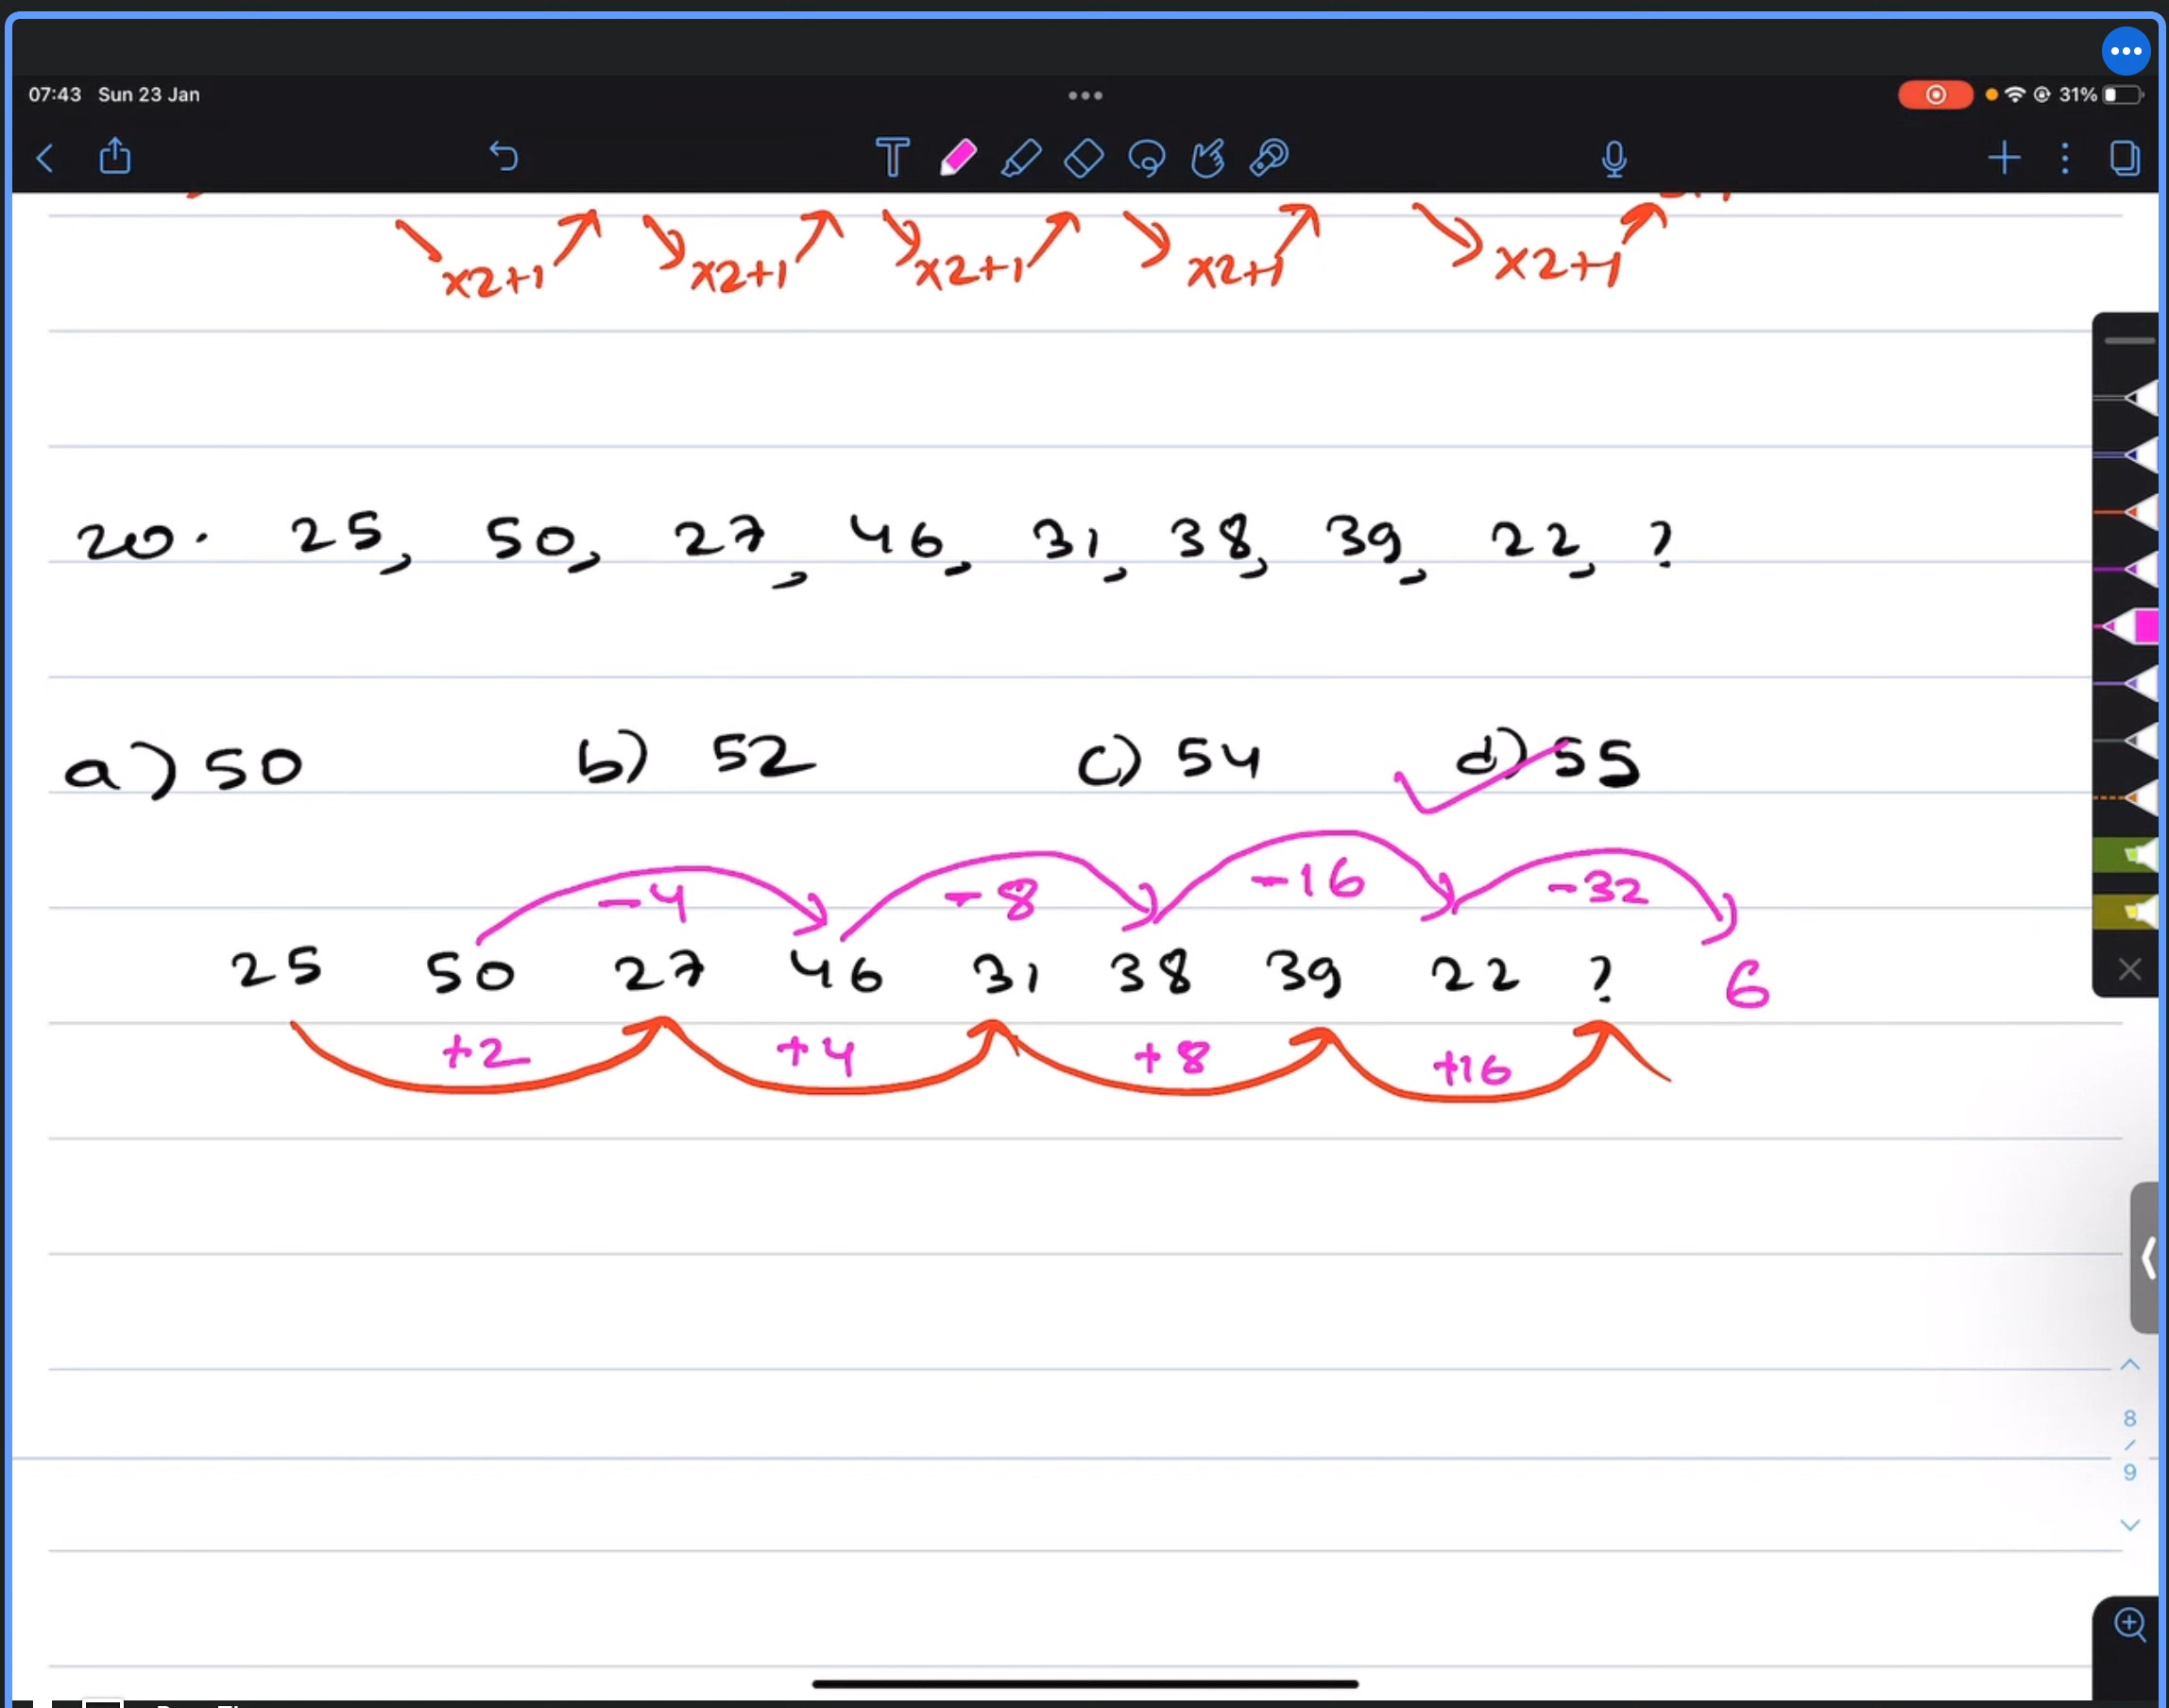 07:43 Sun 23 Jan
31%
T
x2+1 x2+1 x2+1 x2+1 x2+1
20. 25, 50, 27, 46, 31, 38, 39, 22, ?
a) 50 b) 52 c) 54 d) 55
-4 -8 -16 -32
25 50 27 46 31 38 39 22 ? 6
+2 +4 +8 +16
8
/
9